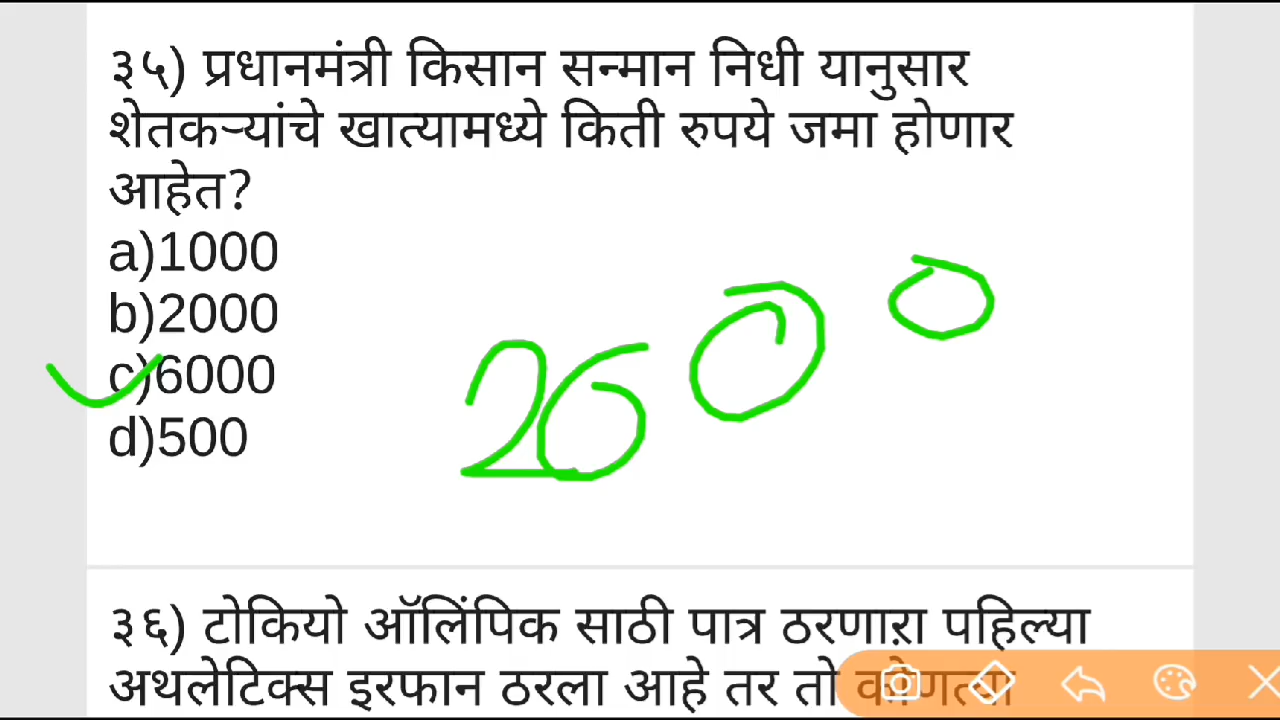 ३५) प्रधानमंत्री किसान सन्मान निधी यानुसार
शेतकऱ्यांचे खात्यामध्ये किती रुपये जमा होणार
आहेत?
a)1000
b)2000
c)6000
d)500
2600
३६) टोकियो ऑलिंपिक साठी पात्र ठरणाऱा पहिल्या
अथलेटिक्स इरफान ठरला आहे तर तो कोणत्या